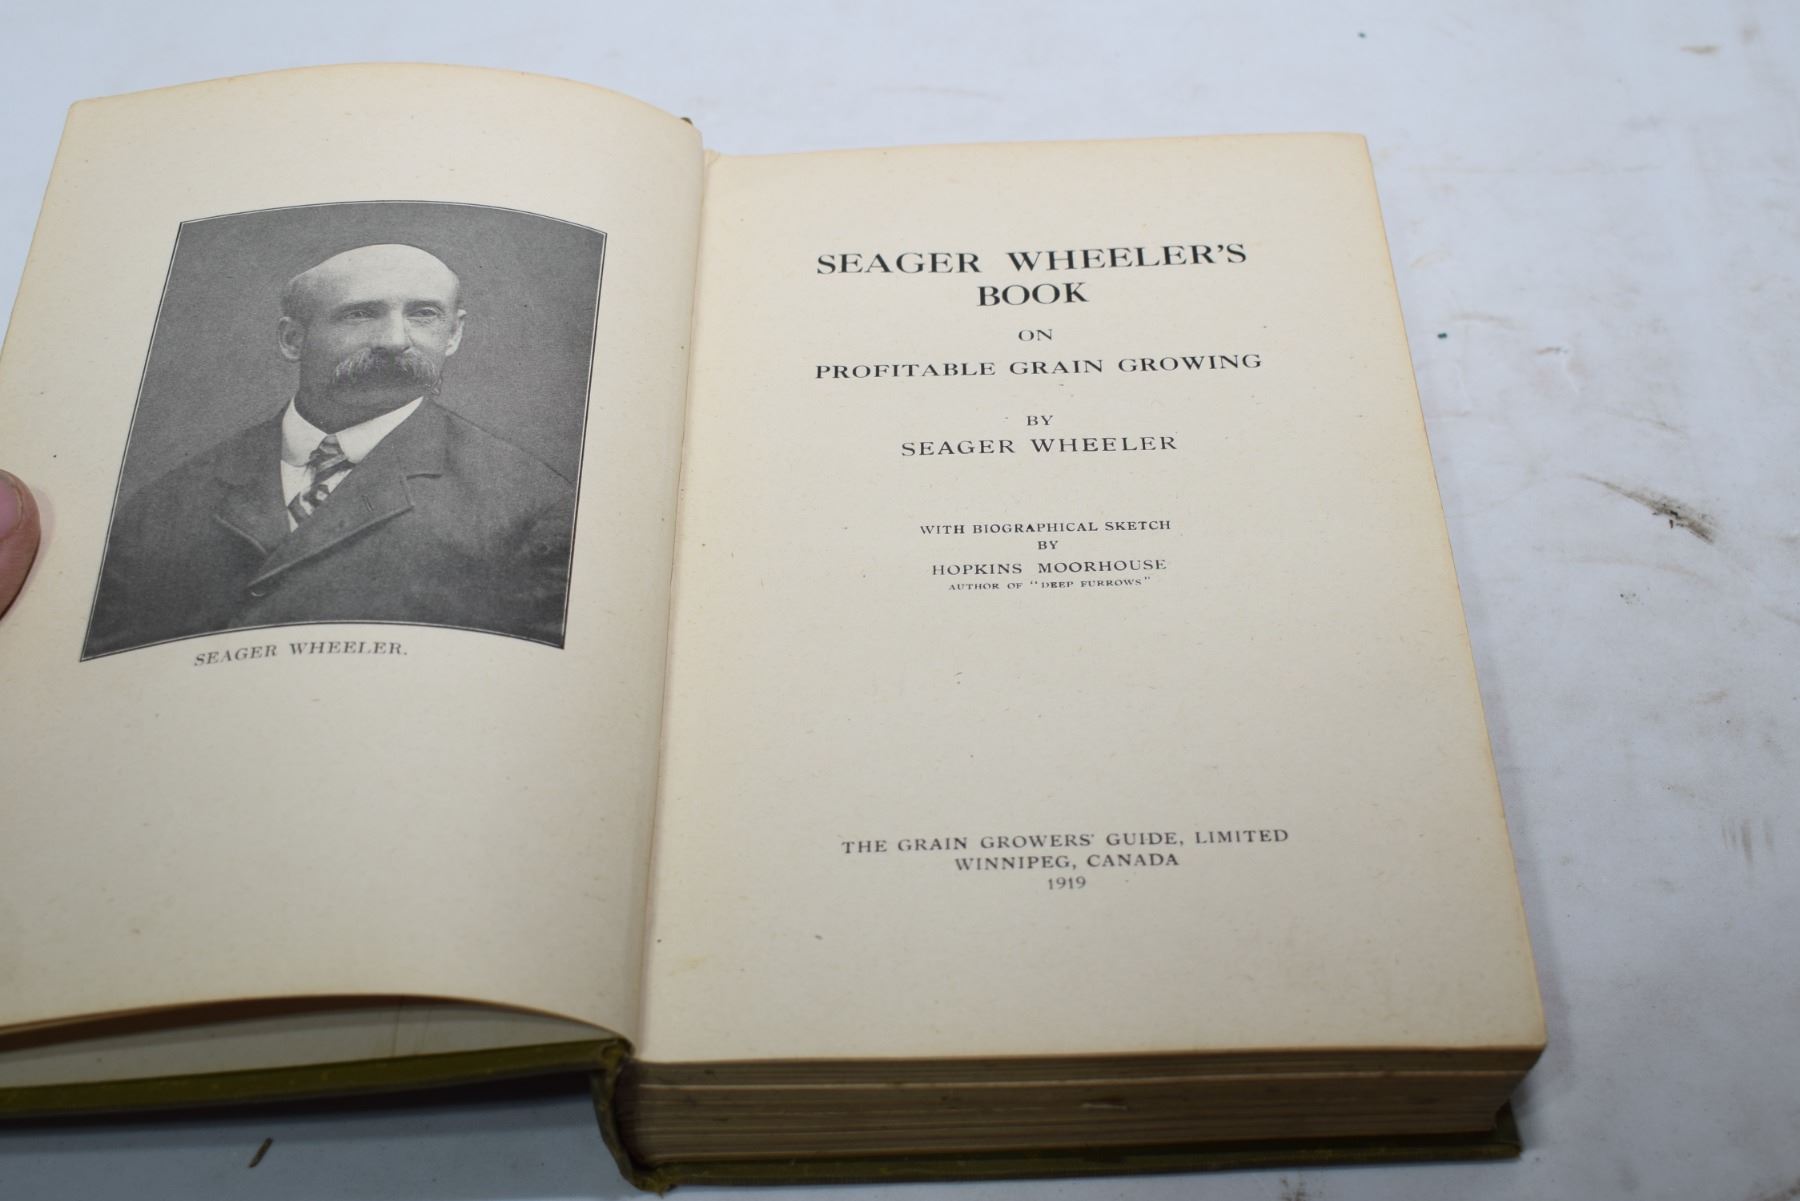 SEAGER WHEELER.
SEAGER WHEELER'S
BOOK
ON
PROFITABLE GRAIN GROWING
BY
SEAGER WHEELER
WITH BIOGRAPHICAL SKETCH
BY
HOPKINS MOORHOUSE
AUTHOR OF "DEEP FURROWS"
THE GRAIN GROWERS' GUIDE, LIMITED
WINNIPEG, CANADA
1919